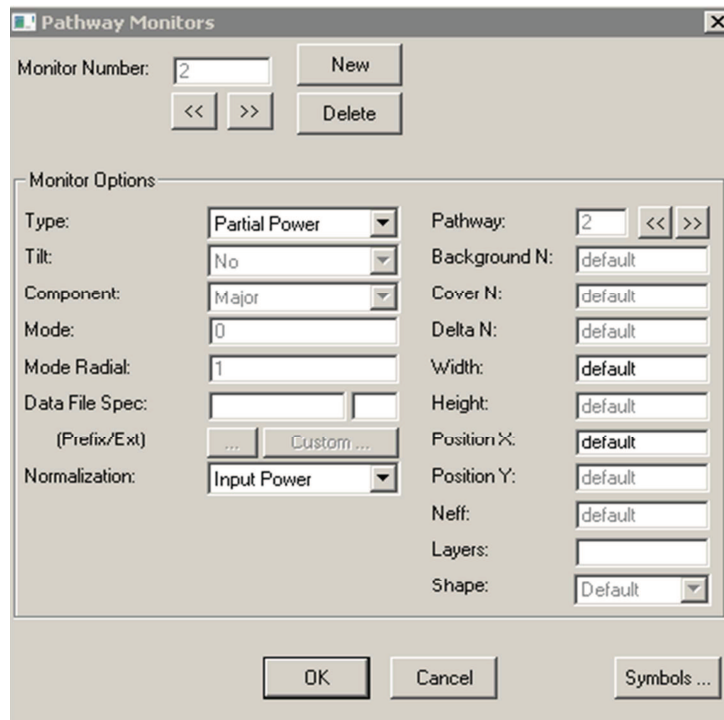 Pathway Monitors
Monitor Number: 2 New
<< >> Delete
Monitor Options
Type: Partial Power Pathway: 2 << >>
Tilt: No Background N: default
Component: Major Cover N: default
Mode: 0 Delta N: default
Mode Radial: 1 Width: default
Data File Spec: Height: default
(Prefix/Ext) ... Custom ... Position X: default
Normalization: Input Power Position Y: default
Neff: default
Layers:
Shape: Default
OK Cancel Symbols ...